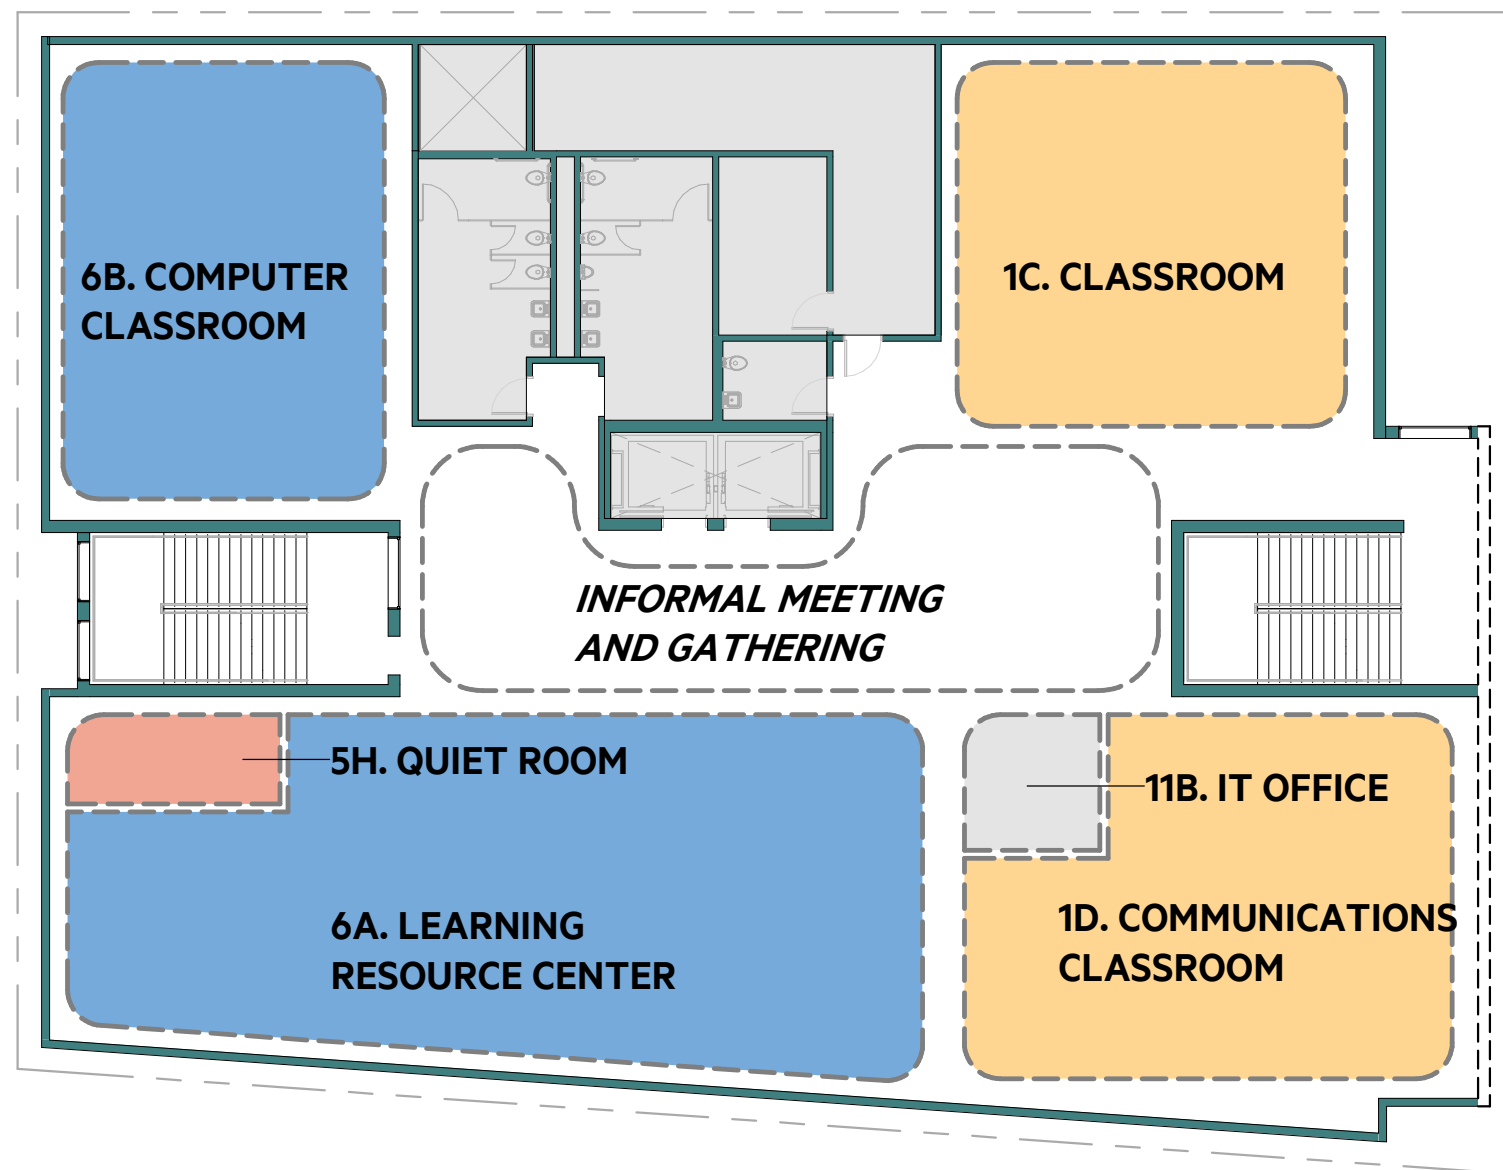 6B. COMPUTER
CLASSROOM
1C. CLASSROOM
INFORMAL MEETING
AND GATHERING
5H. QUIET ROOM
11B. IT OFFICE
6A. LEARNING
RESOURCE CENTER
1D. COMMUNICATIONS
CLASSROOM